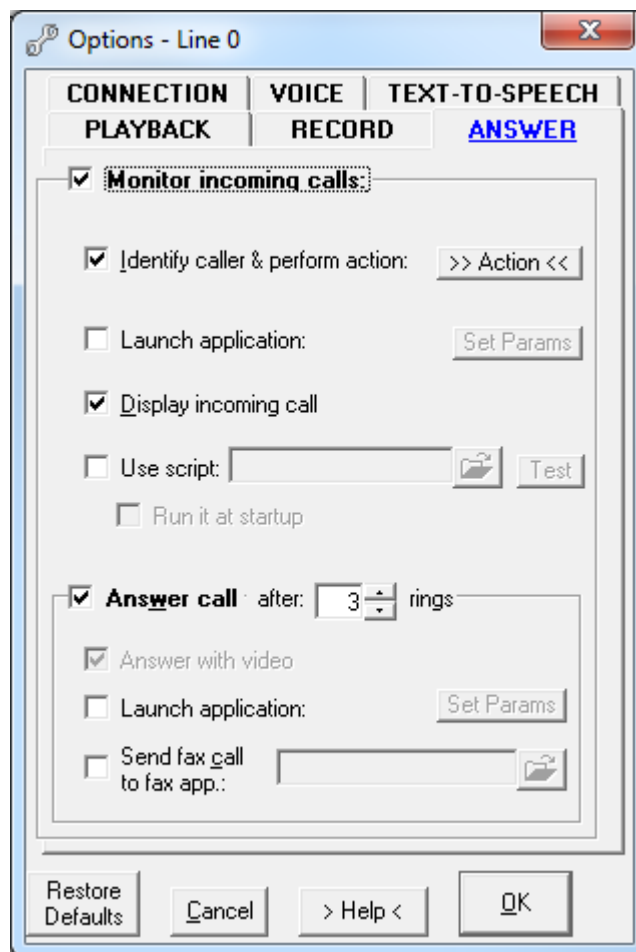 Options - Line 0
CONNECTION VOICE TEXT-TO-SPEECH
PLAYBACK RECORD ANSWER
Monitor incoming calls:
Identify caller & perform action: >> Action <<
Launch application: Set Params
Display incoming call
Use script: Test
Run it at startup
Answer call after: 3 rings
Answer with video
Launch application: Set Params
Send fax call
to fax app.:
Restore
Defaults
Cancel > Help < OK